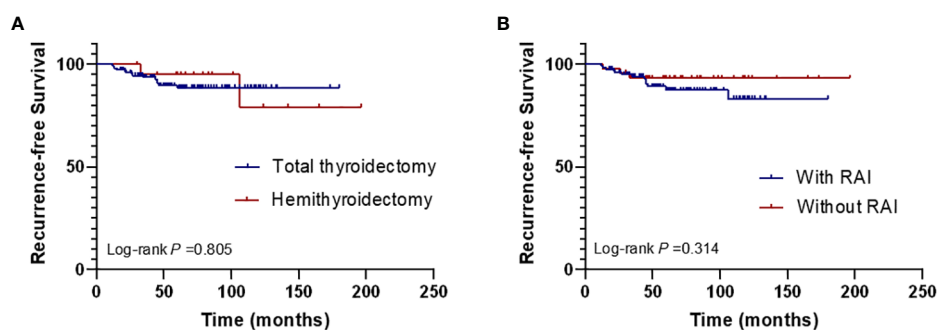 A
Recurrence-free Survival
100
50
0
Total thyroidectomy
Hemithyroidectomy
Log-rank P =0.805
0 50 100 150 200 250
Time (months)
B
Recurrence-free Survival
100
50
0
With RAI
Without RAI
Log-rank P =0.314
0 50 100 150 200 250
Time (months)